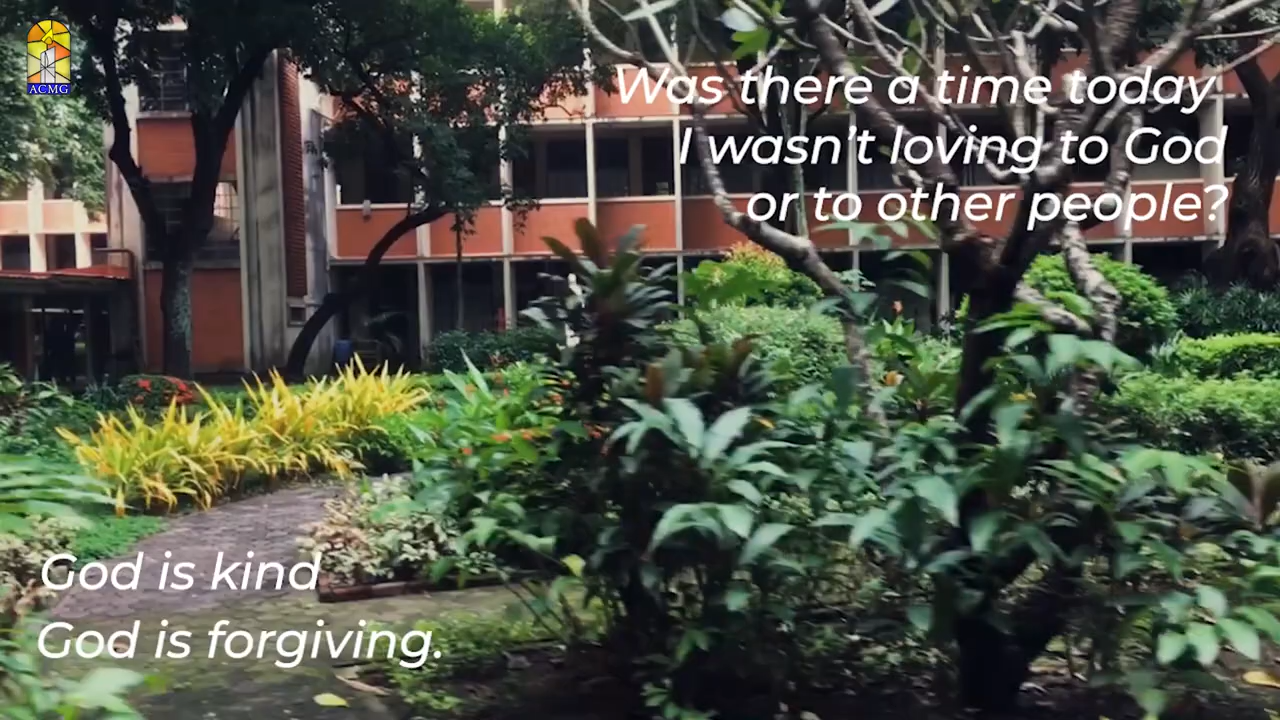 ACMG
Was there a time today
I wasn't loving to God
or to other people?
God is kind
God is forgiving.